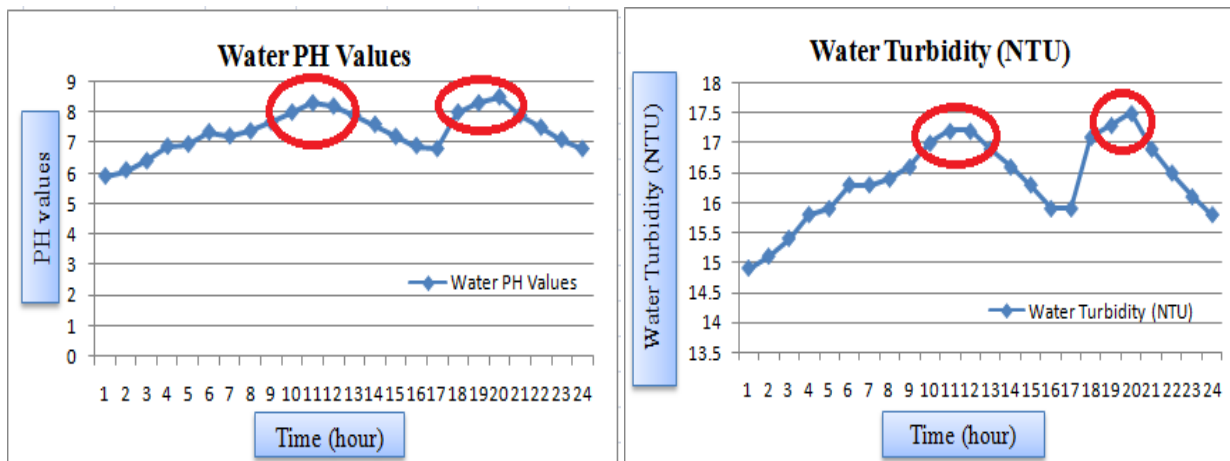 Water PH Values
9
8
7
6
5
4
3
2
1
0
PH values
Water PH Values
1 2 3 4 5 6 7 8 9 10 11 12 13 14 15 16 17 18 19 20 21 22 23 24
Time (hour)
Water Turbidity (NTU)
18
17.5
17
16.5
16
15.5
15
14.5
14
13.5
Water Turbidity (NTU)
Water Turbidity (NTU)
1 2 3 4 5 6 7 8 9 10 11 12 13 14 15 16 17 18 19 20 21 22 23 24
Time (hour)